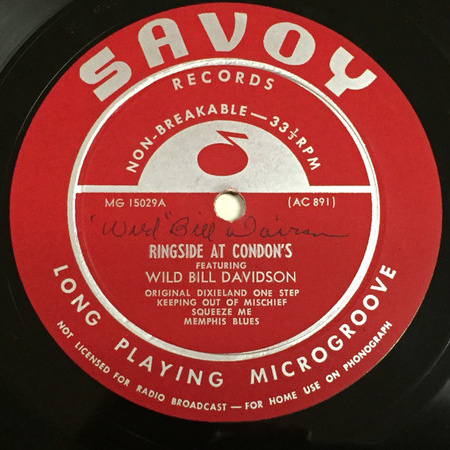 SAVOY
RECORDS
NON-BREAKABLE — 33⅓ RPM
MG 15029A (AC 891)
"Wild" Bill Davison
RINGSIDE AT CONDON'S
FEATURING
WILD BILL DAVIDSON
ORIGINAL DIXIELAND ONE STEP
KEEPING OUT OF MISCHIEF
SQUEEZE ME
MEMPHIS BLUES
LONG PLAYING MICROGROOVE
NOT LICENSED FOR RADIO BROADCAST — FOR HOME USE ON PHONOGRAPH